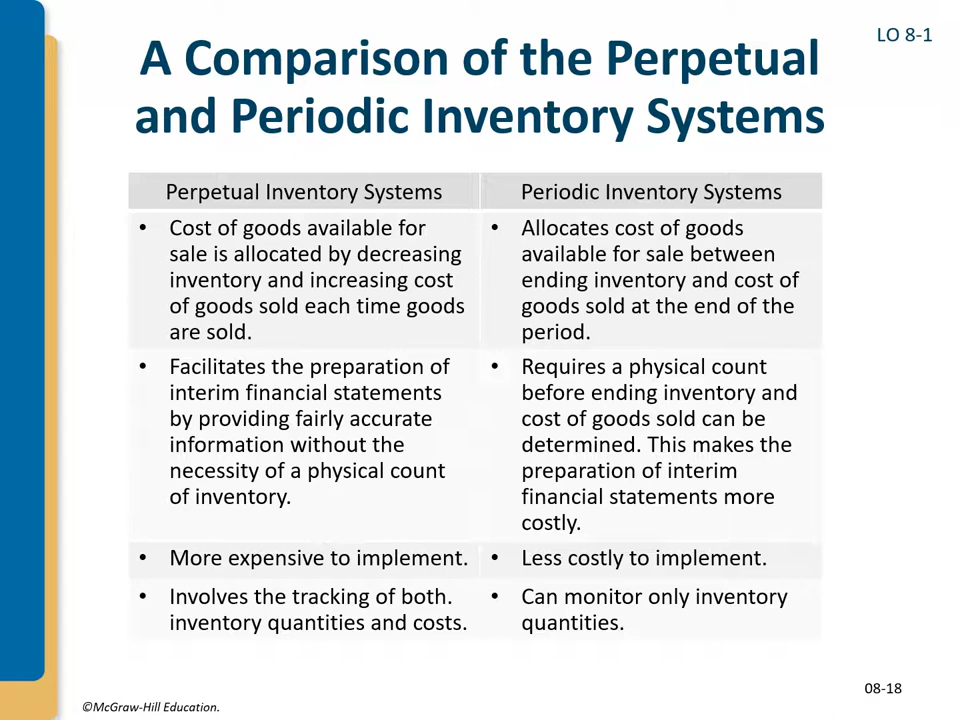 LO 8-1
A Comparison of the Perpetual
and Periodic Inventory Systems
Perpetual Inventory Systems
Periodic Inventory Systems
• Cost of goods available for
sale is allocated by decreasing
inventory and increasing cost
of goods sold each time goods
are sold.
• Allocates cost of goods
available for sale between
ending inventory and cost of
goods sold at the end of the
period.
• Facilitates the preparation of
interim financial statements
by providing fairly accurate
information without the
necessity of a physical count
of inventory.
• Requires a physical count
before ending inventory and
cost of goods sold can be
determined. This makes the
preparation of interim
financial statements more
costly.
• More expensive to implement.
• Less costly to implement.
• Involves the tracking of both.
inventory quantities and costs.
• Can monitor only inventory
quantities.
08-18
©McGraw-Hill Education.